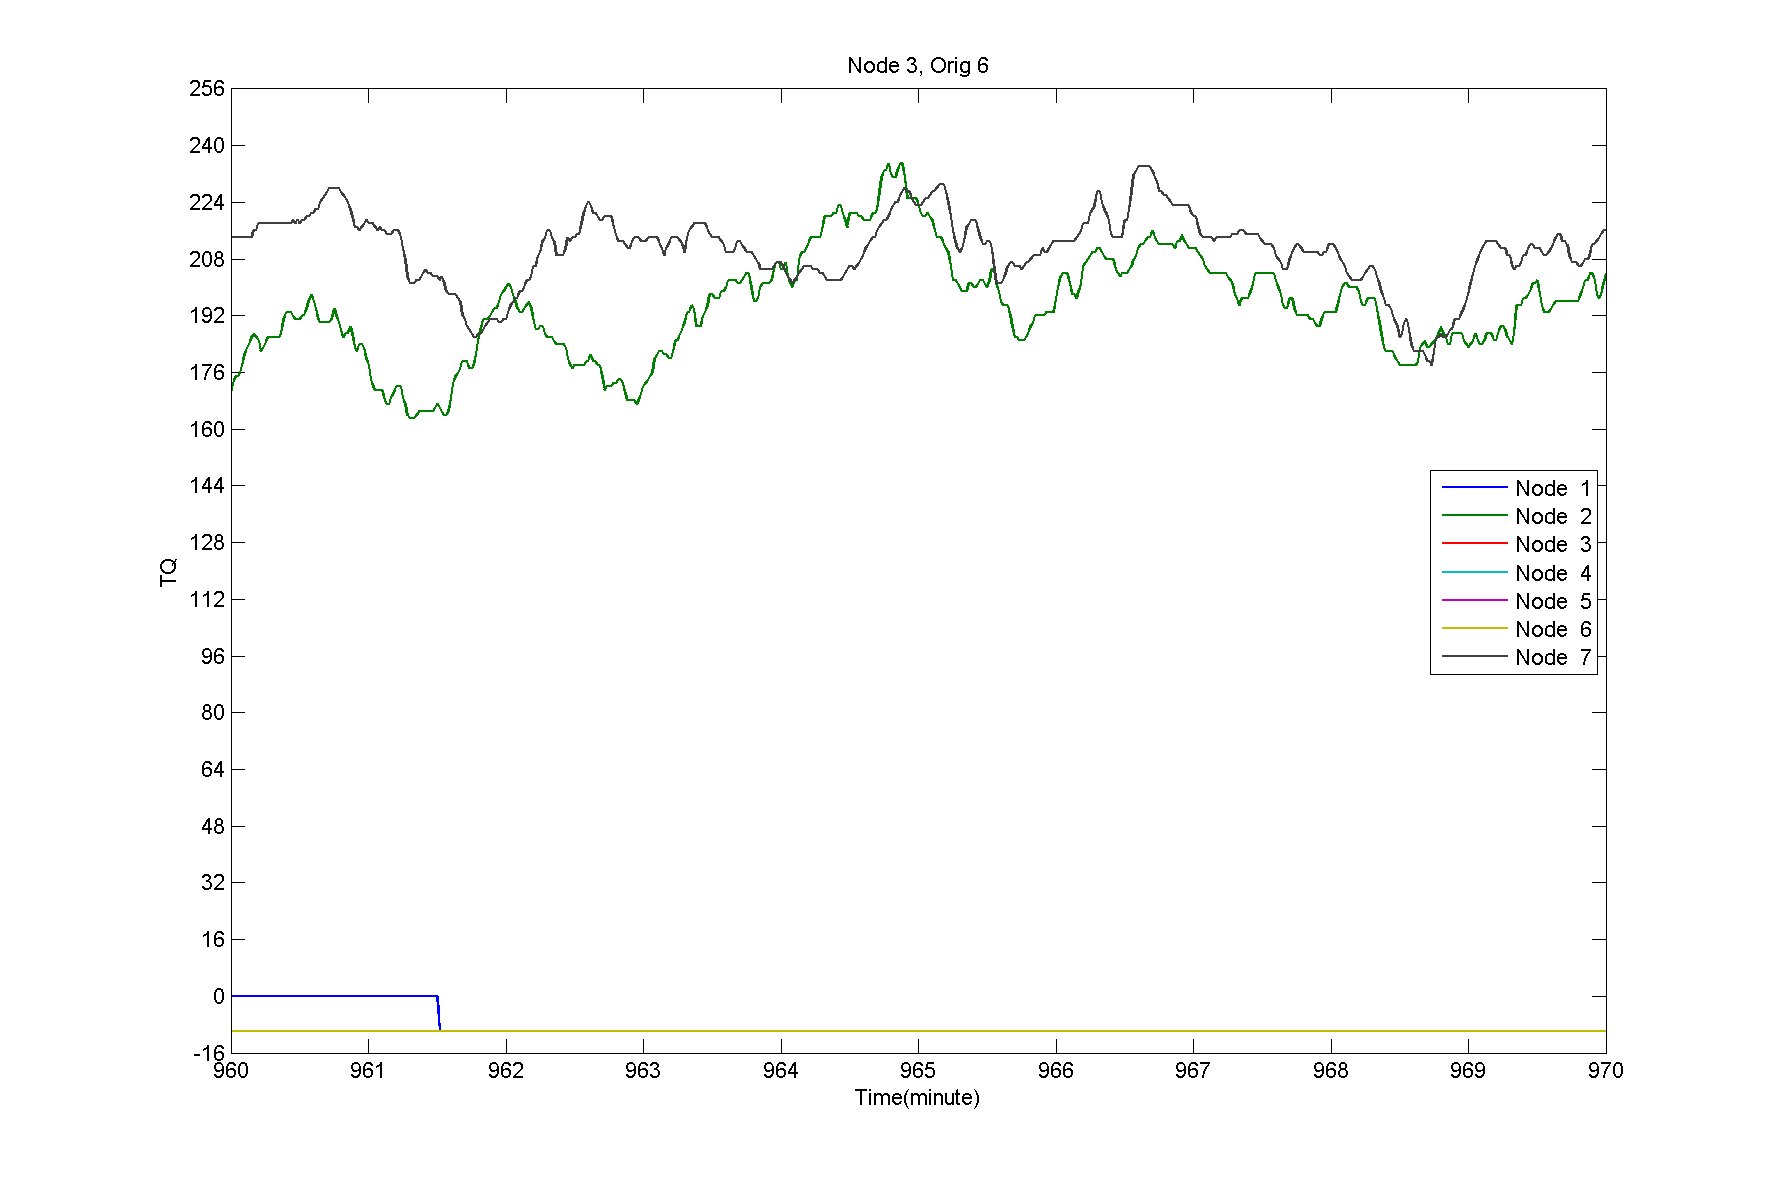 Node 3, Orig 6
256
240
224
208
192
176
160
144
128
112
96
80
64
48
32
16
0
-16
TQ
Node 1
Node 2
Node 3
Node 4
Node 5
Node 6
Node 7
960 961 962 963 964 965 966 967 968 969 970
Time(minute)